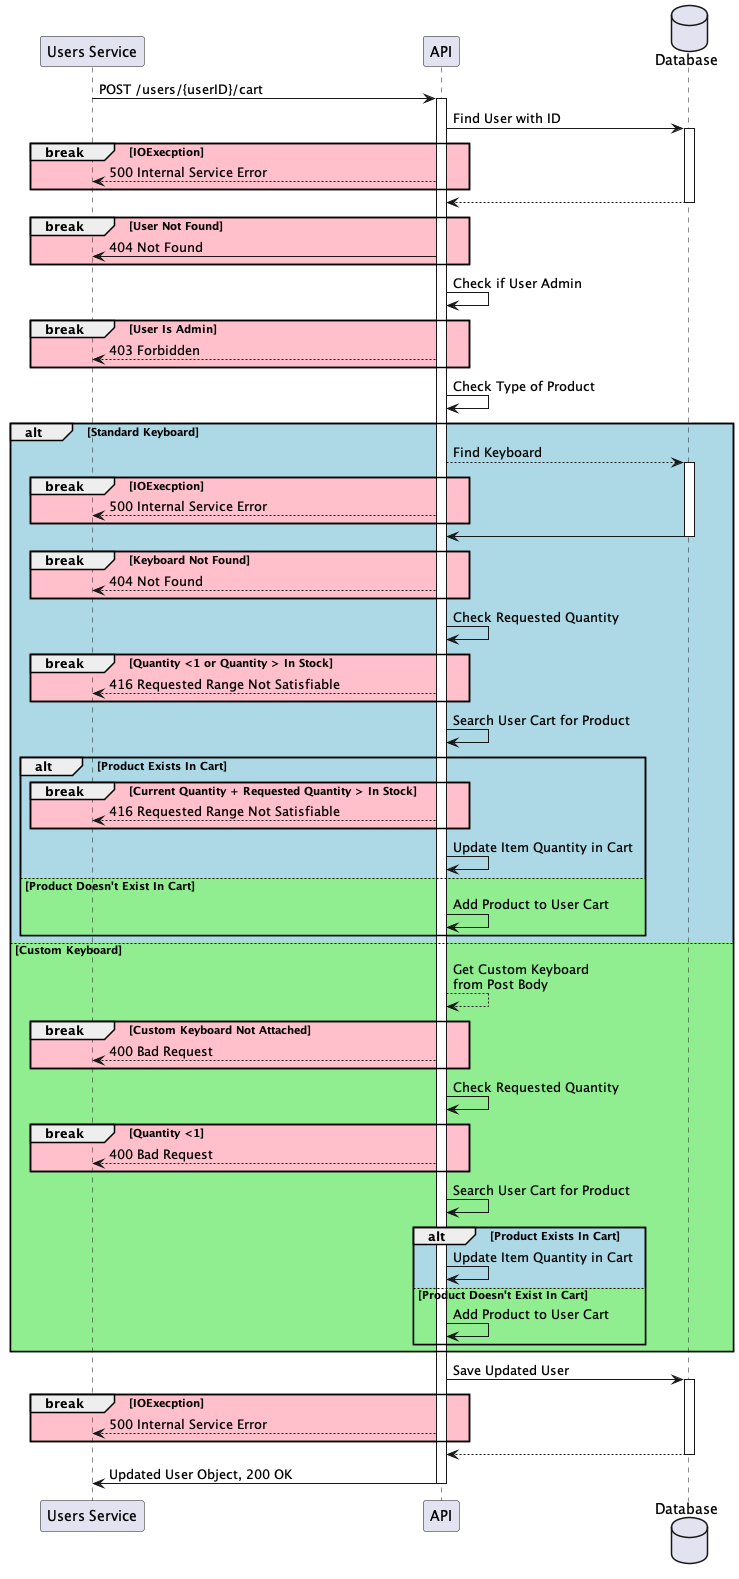 Users Service
API
Database
POST /users/{userID}/cart
Find User with ID
break
[IOExecption]
500 Internal Service Error
break
[User Not Found]
404 Not Found
Check if User Admin
break
[User Is Admin]
403 Forbidden
Check Type of Product
alt
[Standard Keyboard]
Find Keyboard
break
[IOExecption]
500 Internal Service Error
break
[Keyboard Not Found]
404 Not Found
Check Requested Quantity
break
[Quantity <1 or Quantity > In Stock]
416 Requested Range Not Satisfiable
Search User Cart for Product
alt
[Product Exists In Cart]
break
[Current Quantity + Requested Quantity > In Stock]
416 Requested Range Not Satisfiable
Update Item Quantity in Cart
[Product Doesn't Exist In Cart]
Add Product to User Cart
[Custom Keyboard]
Get Custom Keyboard
from Post Body
break
[Custom Keyboard Not Attached]
400 Bad Request
Check Requested Quantity
break
[Quantity <1]
400 Bad Request
Search User Cart for Product
alt
[Product Exists In Cart]
Update Item Quantity in Cart
[Product Doesn't Exist In Cart]
Add Product to User Cart
Save Updated User
break
[IOExecption]
500 Internal Service Error
Updated User Object, 200 OK
Users Service
API
Database